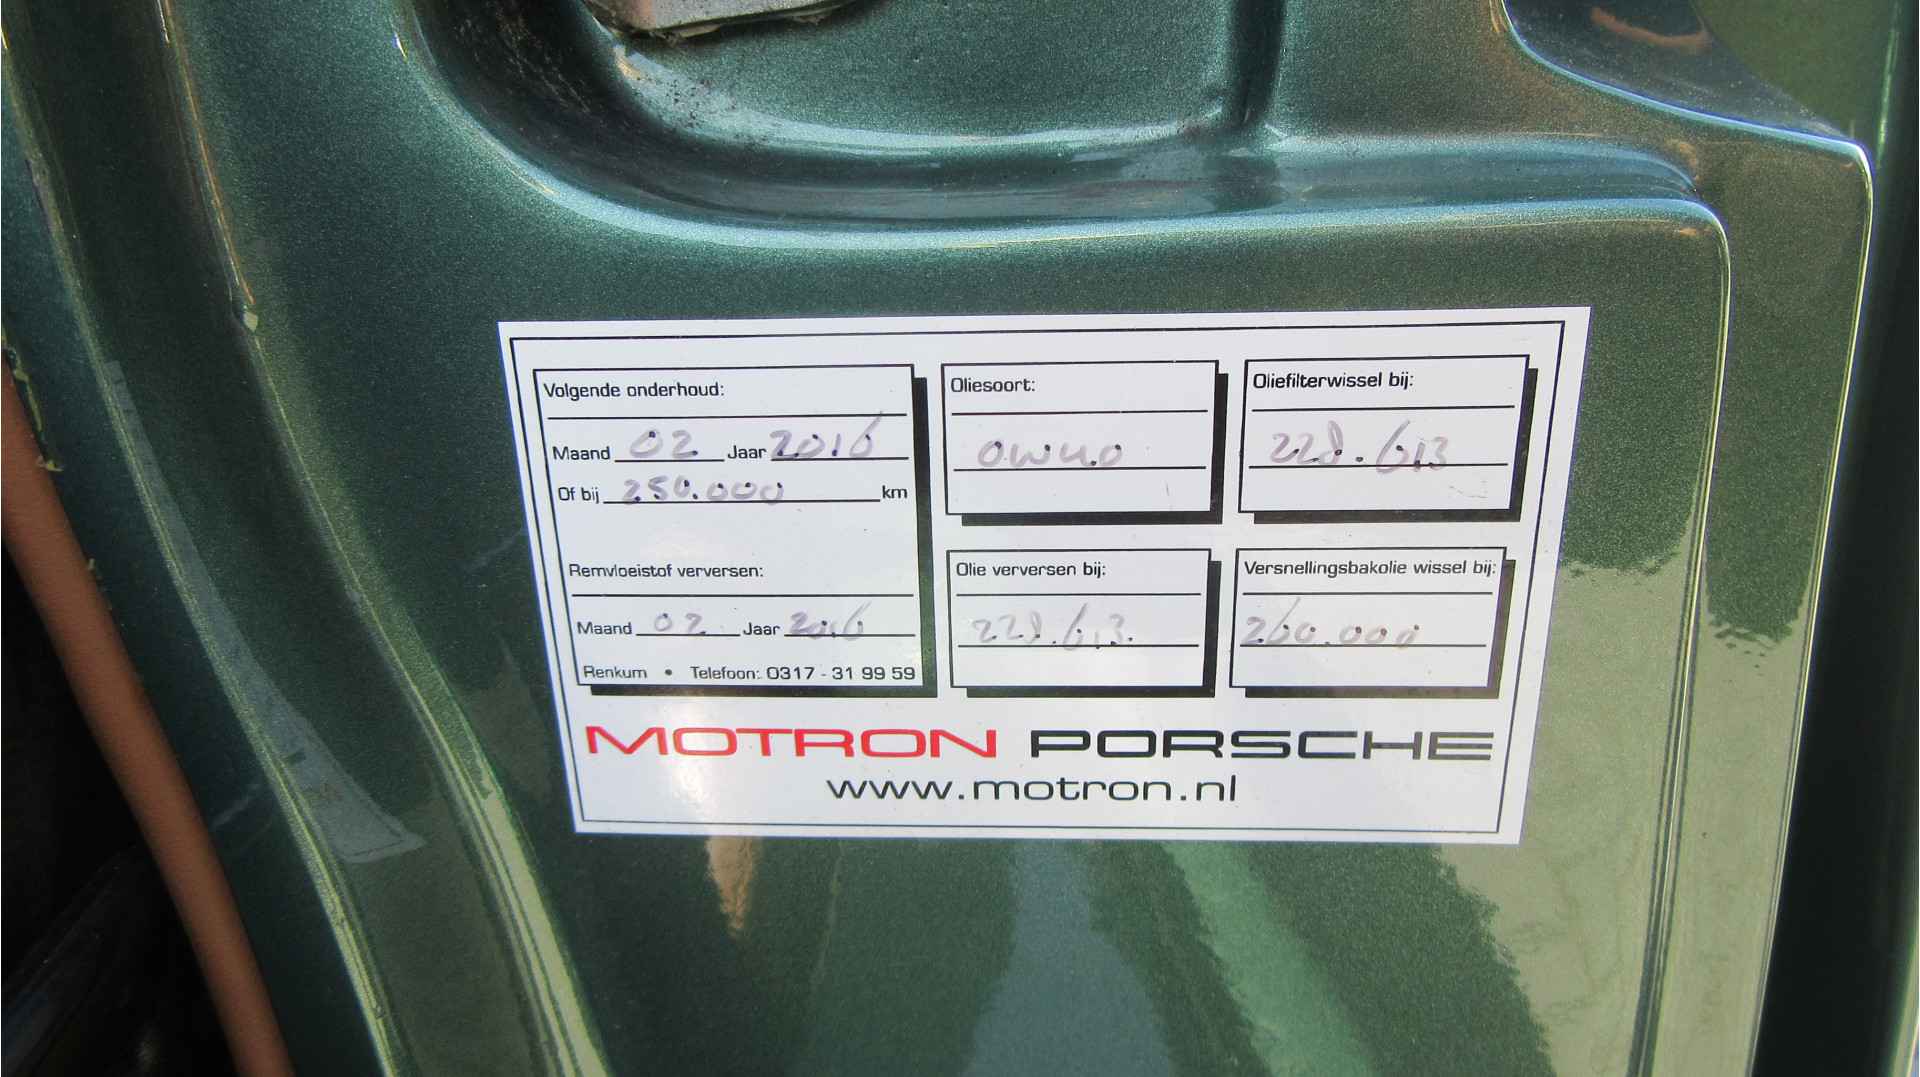 Volgende onderhoud:
Maand 02 Jaar 2016
Of bij 250.000 km
Remvloeistof verversen:
Maand 02 Jaar 2016
Renkum • Telefoon: 0317 - 31 99 59
Oliesoort:
0W40
Oliefilterwissel bij:
228.613
Olie verversen bij:
228.613.
Versnellingsbakolie wissel bij:
260.000
MOTRON PORSCHE
www.motron.nl